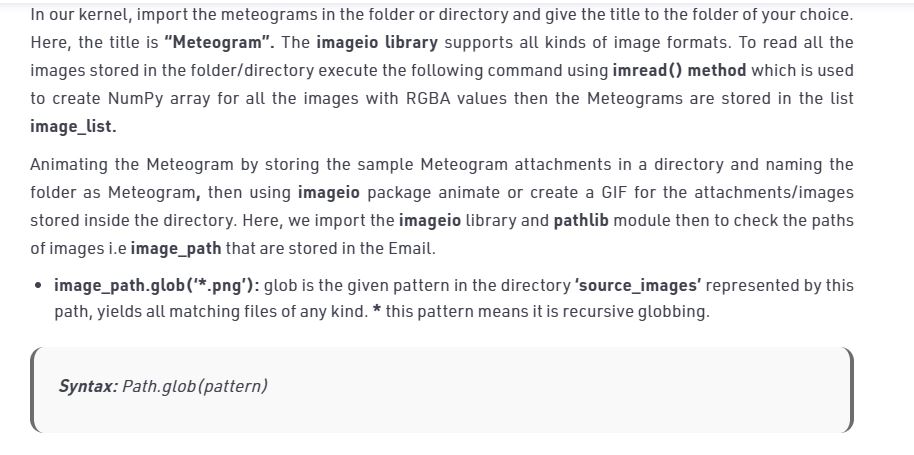 In our kernel, import the meteograms in the folder or directory and give the title to the folder of your choice.
Here, the title is “Meteogram”. The imageio library supports all kinds of image formats. To read all the
images stored in the folder/directory execute the following command using imread() method which is used
to create NumPy array for all the images with RGBA values then the Meteograms are stored in the list
image_list.
Animating the Meteogram by storing the sample Meteogram attachments in a directory and naming the
folder as Meteogram, then using imageio package animate or create a GIF for the attachments/images
stored inside the directory. Here, we import the imageio library and pathlib module then to check the paths
of images i.e image_path that are stored in the Email.
• image_path.glob(‘*.png’): glob is the given pattern in the directory ‘source_images’ represented by this
path, yields all matching files of any kind. * this pattern means it is recursive globbing.
Syntax: Path.glob(pattern)